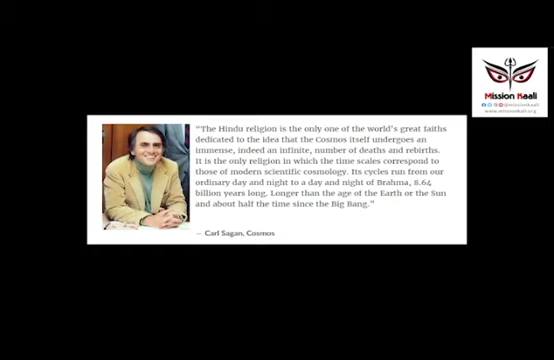 Mission Kaali
@missionkaali
www.missionkaali.org
“The Hindu religion is the only one of the world's great faiths
dedicated to the idea that the Cosmos itself undergoes an
immense, indeed an infinite, number of deaths and rebirths.
It is the only religion in which the time scales correspond to
those of modern scientific cosmology. Its cycles run from our
ordinary day and night to a day and night of Brahma, 8.64
billion years long. Longer than the age of the Earth or the Sun
and about half the time since the Big Bang.”
— Carl Sagan, Cosmos